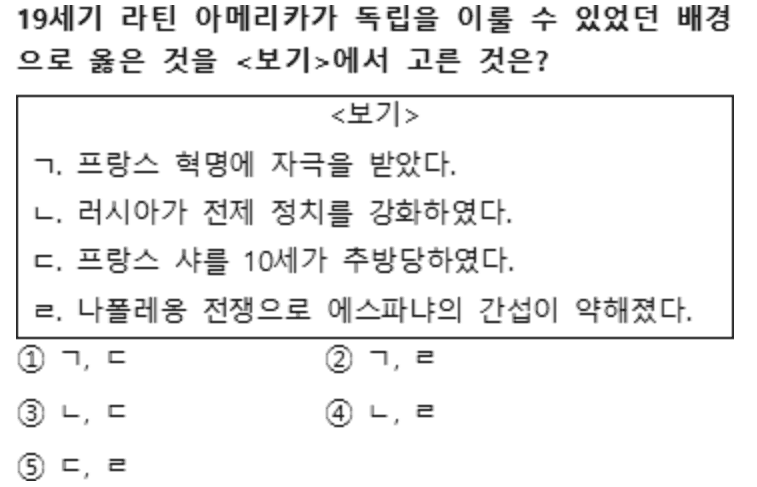 19세기 라틴 아메리카가 독립을 이룰 수 있었던 배경
으로 옳은 것을 <보기>에서 고른 것은?
<보기>
ㄱ. 프랑스 혁명에 자극을 받았다.
ㄴ. 러시아가 전제 정치를 강화하였다.
ㄷ. 프랑스 샤를 10세가 추방당하였다.
ㄹ. 나폴레옹 전쟁으로 에스파냐의 간섭이 약해졌다.
① ㄱ, ㄷ ② ㄱ, ㄹ
③ ㄴ, ㄷ ④ ㄴ, ㄹ
⑤ ㄷ, ㄹ